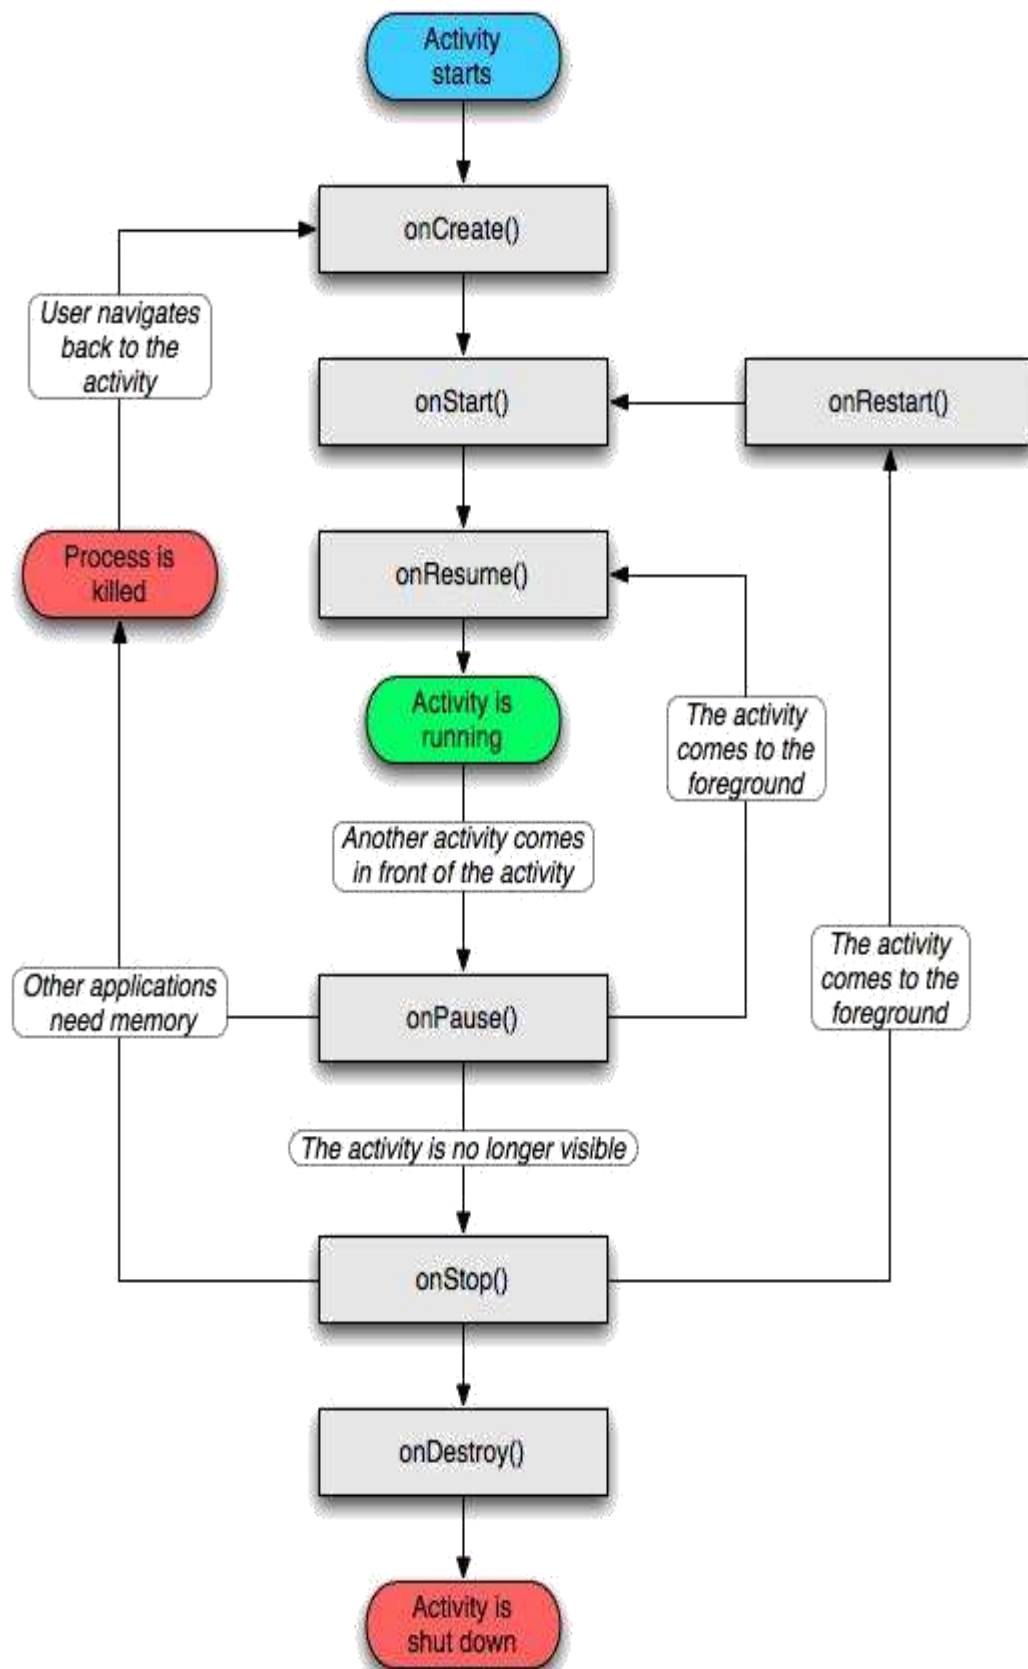 Activity
starts
onCreate()
User navigates
back to the
activity
onStart()
onRestart()
Process is
killed
onResume()
Activity is
running
The activity
comes to the
foreground
Another activity comes
in front of the activity
The activity
comes to the
foreground
Other applications
need memory
onPause()
The activity is no longer visible
onStop()
onDestroy()
Activity is
shut down